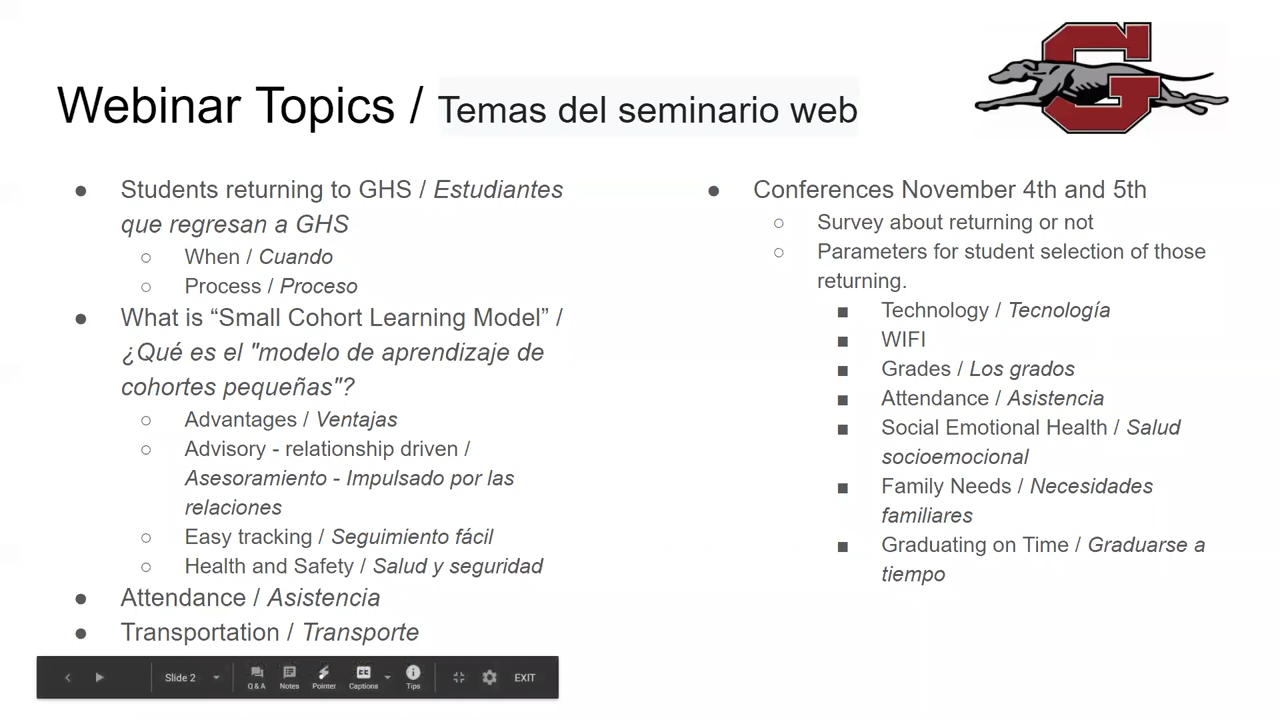 Webinar Topics / Temas del seminario web
G
● Students returning to GHS / Estudiantes
que regresan a GHS
○ When / Cuando
○ Process / Proceso
● What is “Small Cohort Learning Model” /
¿Qué es el "modelo de aprendizaje de
cohortes pequeñas"?
○ Advantages / Ventajas
○ Advisory - relationship driven /
Asesoramiento - Impulsado por las
relaciones
○ Easy tracking / Seguimiento fácil
○ Health and Safety / Salud y seguridad
● Attendance / Asistencia
● Transportation / Transporte
● Conferences November 4th and 5th
○ Survey about returning or not
○ Parameters for student selection of those
returning.
■ Technology / Tecnología
■ WIFI
■ Grades / Los grados
■ Attendance / Asistencia
■ Social Emotional Health / Salud
socioemocional
■ Family Needs / Necesidades
familiares
■ Graduating on Time / Graduarse a
tiempo
Slide 2 Q & A Notes Pointer CC Captions Tips EXIT